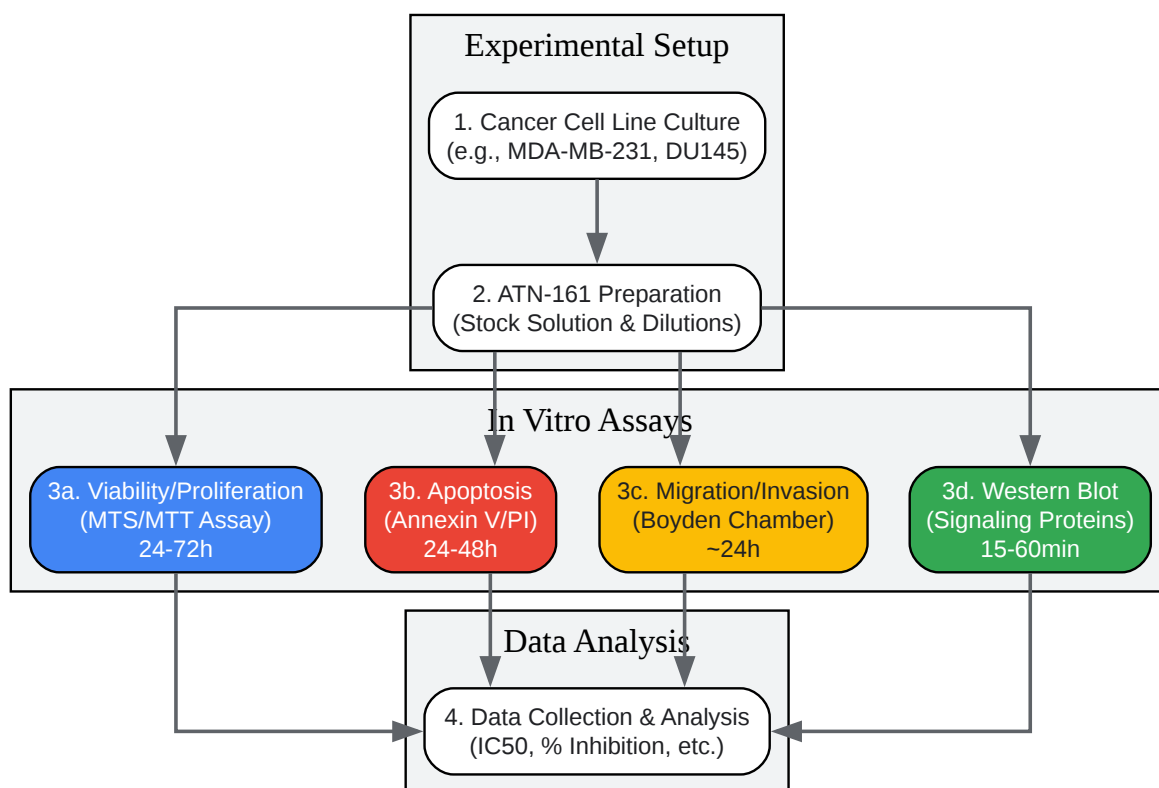 Experimental Setup
1. Cancer Cell Line Culture
(e.g., MDA-MB-231, DU145)
2. ATN-161 Preparation
(Stock Solution & Dilutions)
In Vitro Assays
3a. Viability/Proliferation
(MTS/MTT Assay)
24-72h
3b. Apoptosis
(Annexin V/PI)
24-48h
3c. Migration/Invasion
(Boyden Chamber)
~24h
3d. Western Blot
(Signaling Proteins)
15-60min
Data Analysis
4. Data Collection & Analysis
(IC50, % Inhibition, etc.)